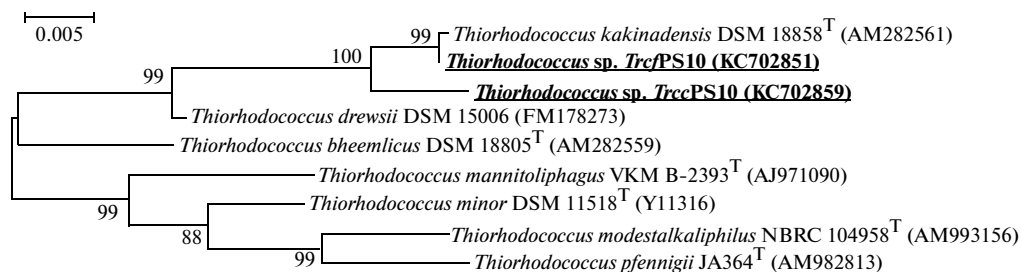 0.005
99
Thiorhodococcus kakinadensis DSM 18858T (AM282561)
Thiorhodococcus sp. TrcfPS10 (KC702851)
100
Thiorhodococcus sp. TrccPS10 (KC702859)
99
Thiorhodococcus drewsii DSM 15006 (FM178273)
Thiorhodococcus bheemlicus DSM 18805T (AM282559)
Thiorhodococcus mannitoliphagus VKM B-2393T (AJ971090)
99
Thiorhodococcus minor DSM 11518T (Y11316)
88
Thiorhodococcus modestalkaliphilus NBRC 104958T (AM993156)
99
Thiorhodococcus pfennigii JA364T (AM982813)